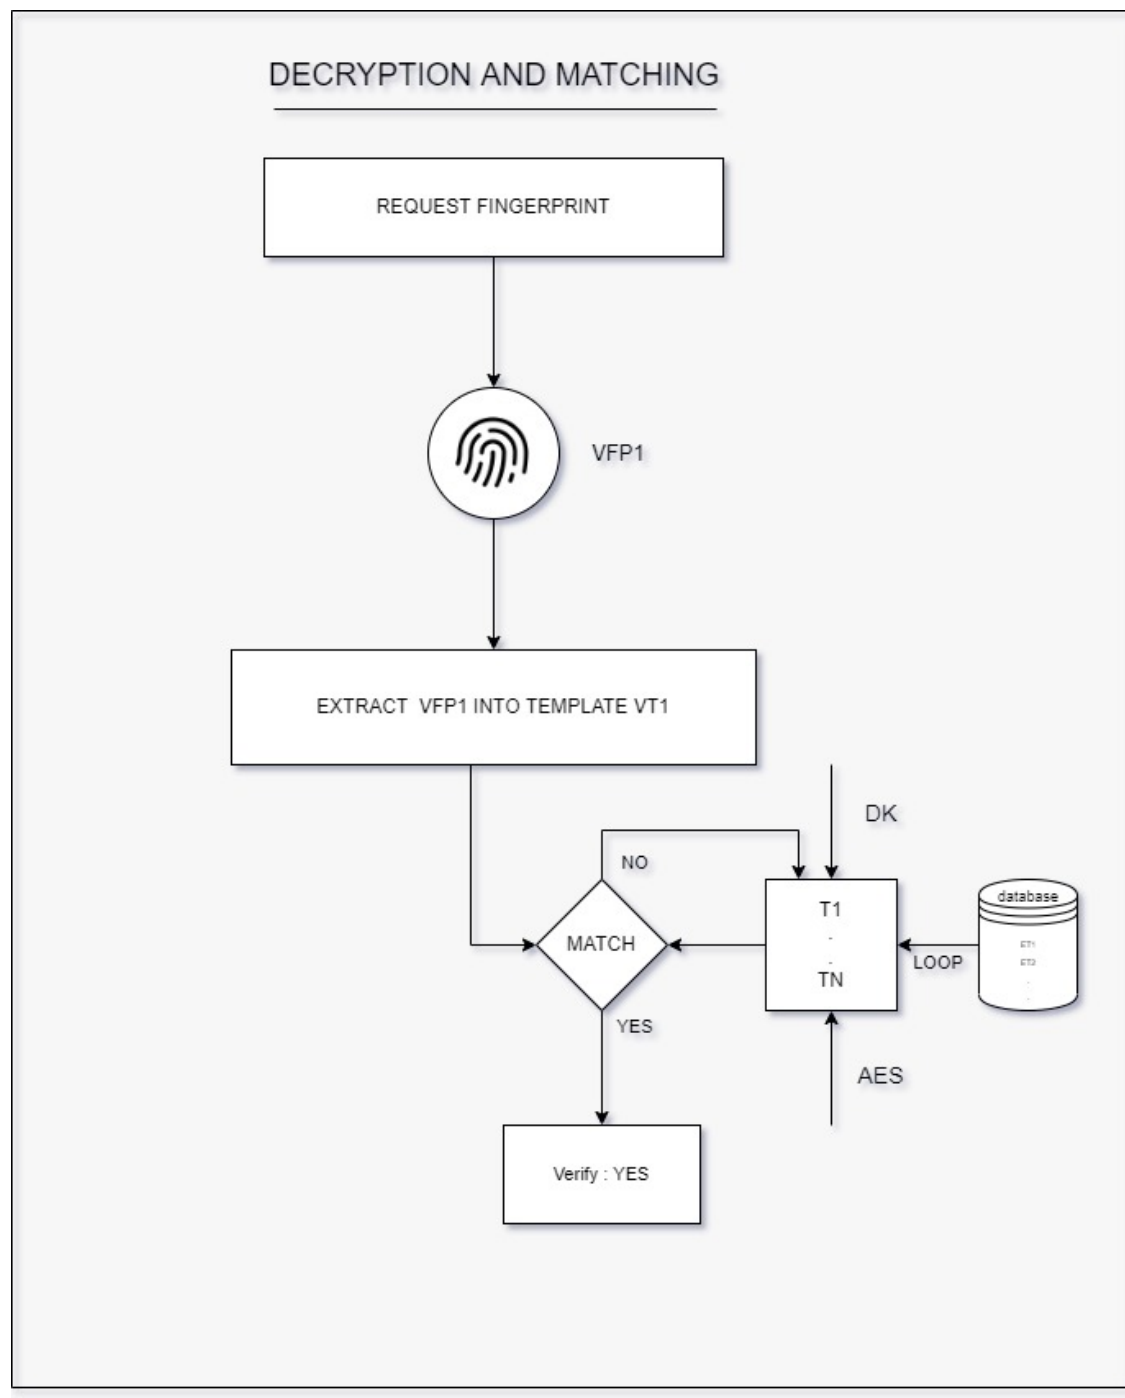 DECRYPTION AND MATCHING
REQUEST FINGERPRINT
VFP1
EXTRACT VFP1 INTO TEMPLATE VT1
DK
NO
T1
.
.
TN
MATCH
database
ET1
ET2
.
.
LOOP
YES
AES
Verify : YES